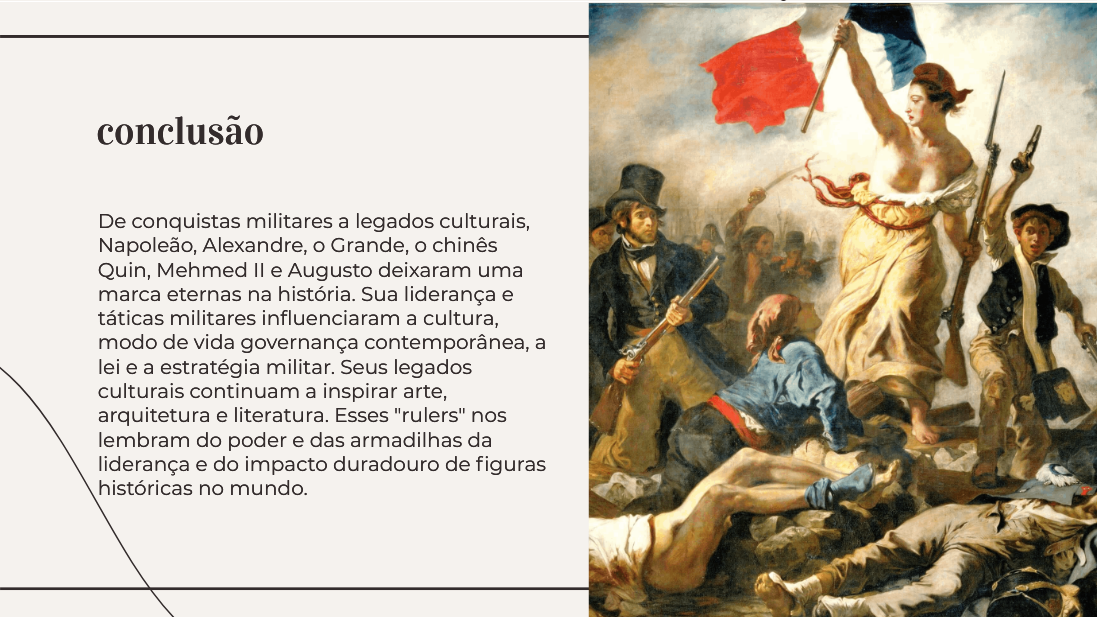 conclusão
De conquistas militares a legados culturais,
Napoleão, Alexandre, o Grande, o chinês
Quin, Mehmed II e Augusto deixaram uma
marca eternas na história. Sua liderança e
táticas militares influenciaram a cultura,
modo de vida governança contemporânea, a
lei e a estratégia militar. Seus legados
culturais continuam a inspirar arte,
arquitetura e literatura. Esses "rulers" nos
lembram do poder e das armadilhas da
liderança e do impacto duradouro de figuras
históricas no mundo.